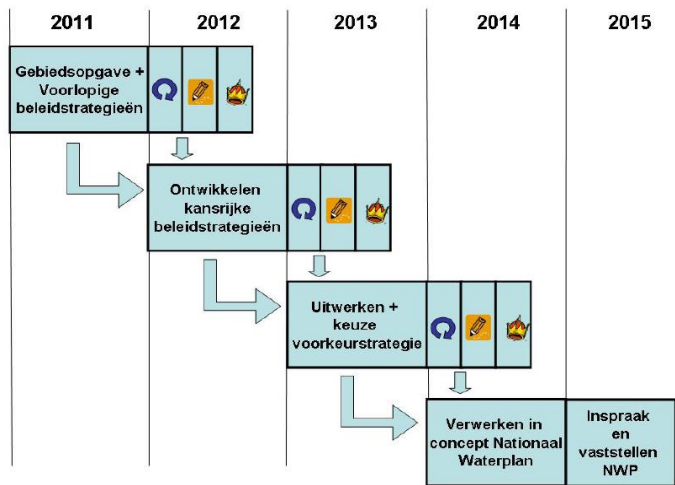 2011 2012 2013 2014 2015
Gebiedsopgave +
Voorlopige
beleidstrategieën
Ontwikkelen
kansrijke
beleidstrategieën
Uitwerken +
keuze
voorkeurstrategie
Verwerken in
concept Nationaal
Waterplan
Inspraak
en
vaststellen
NWP